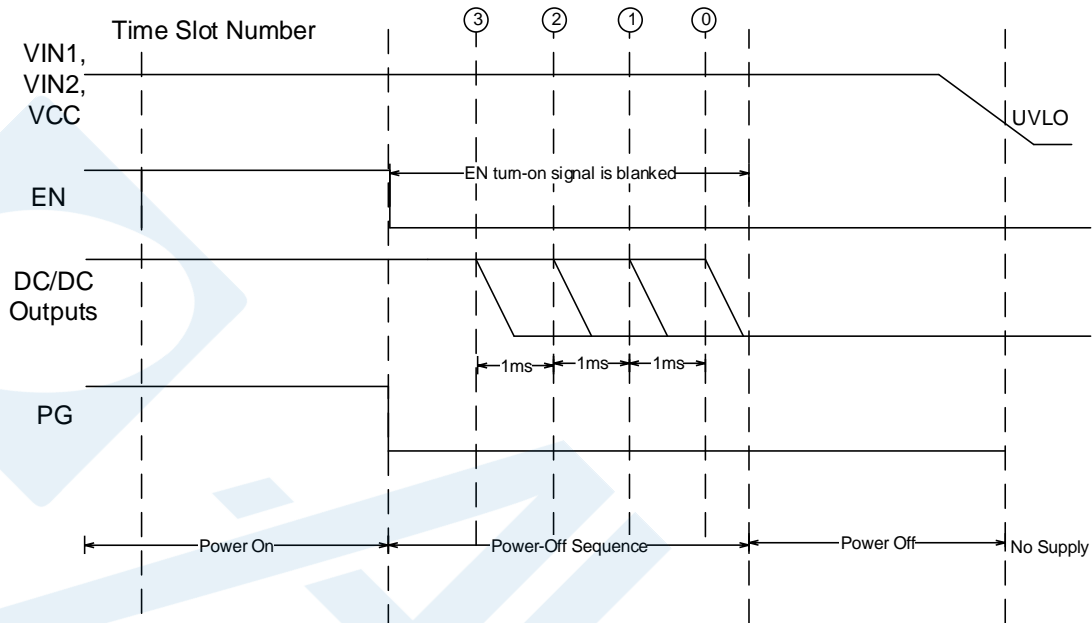 Time Slot Number
3
2
1
0
VIN1,
VIN2,
VCC
UVLO
EN turn-on signal is blanked
EN
DC/DC
Outputs
1ms
1ms
1ms
PG
Power On
Power-Off Sequence
Power Off
No Supply